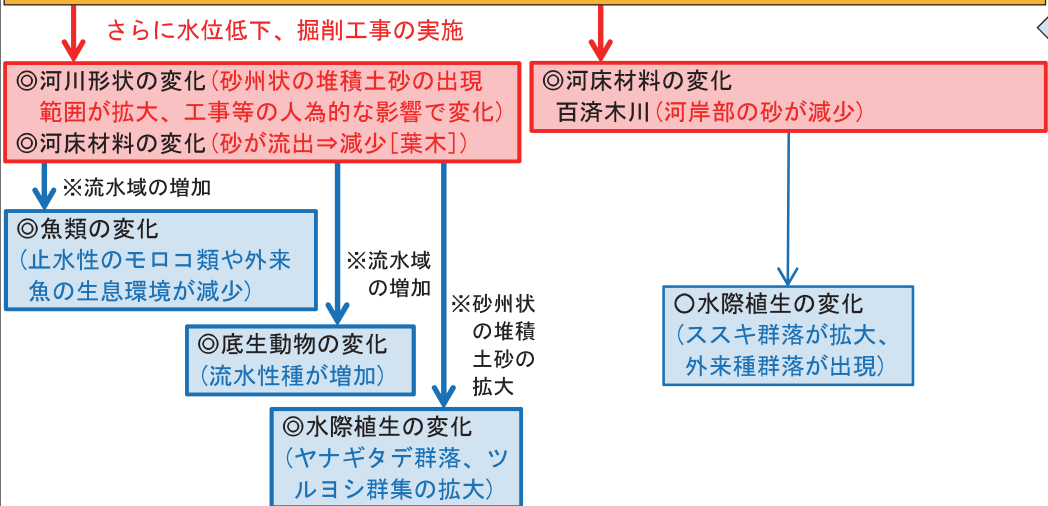 さらに水位低下、掘削工事の実施
◎河川形状の変化(砂州状の堆積土砂の出現
範囲が拡大、工事等の人為的な影響で変化)
◎河床材料の変化(砂が流出⇒減少[葉木])
◎河床材料の変化
百済木川(河岸部の砂が減少)
※流水域の増加
◎魚類の変化
(止水性のモロコ類や外来
魚の生息環境が減少)
※流水域
の増加
◎底生動物の変化
(流水性種が増加)
※砂州状
の堆積
土砂の
拡大
◎水際植生の変化
(ヤナギタデ群落、ツ
ルヨシ群集の拡大)
〇水際植生の変化
(ススキ群落が拡大、
外来種群落が出現)